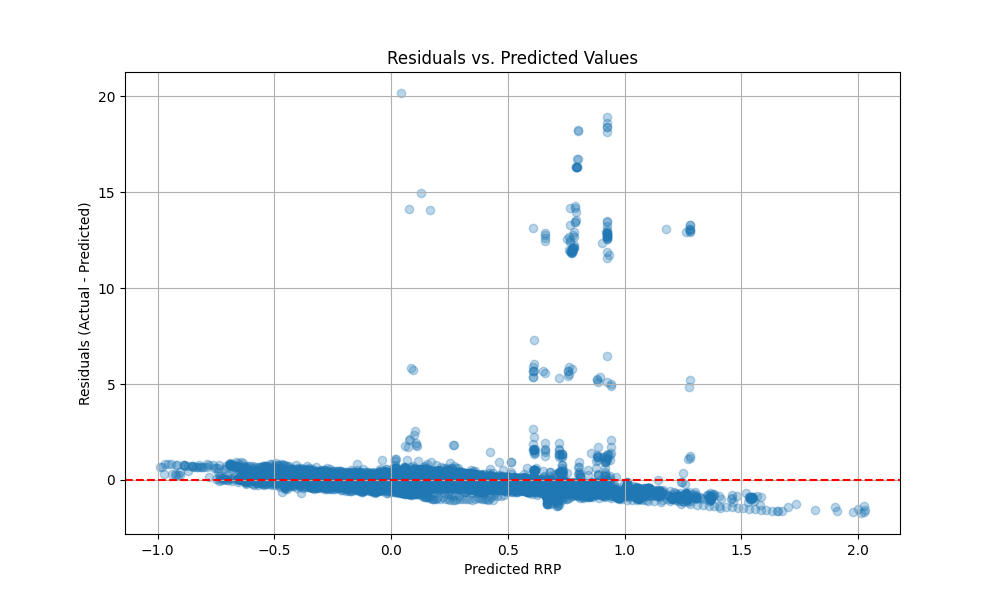 Residuals vs. Predicted Values
Residuals (Actual - Predicted)
20
15
10
5
0
−1.0 −0.5 0.0 0.5 1.0 1.5 2.0
Predicted RRP